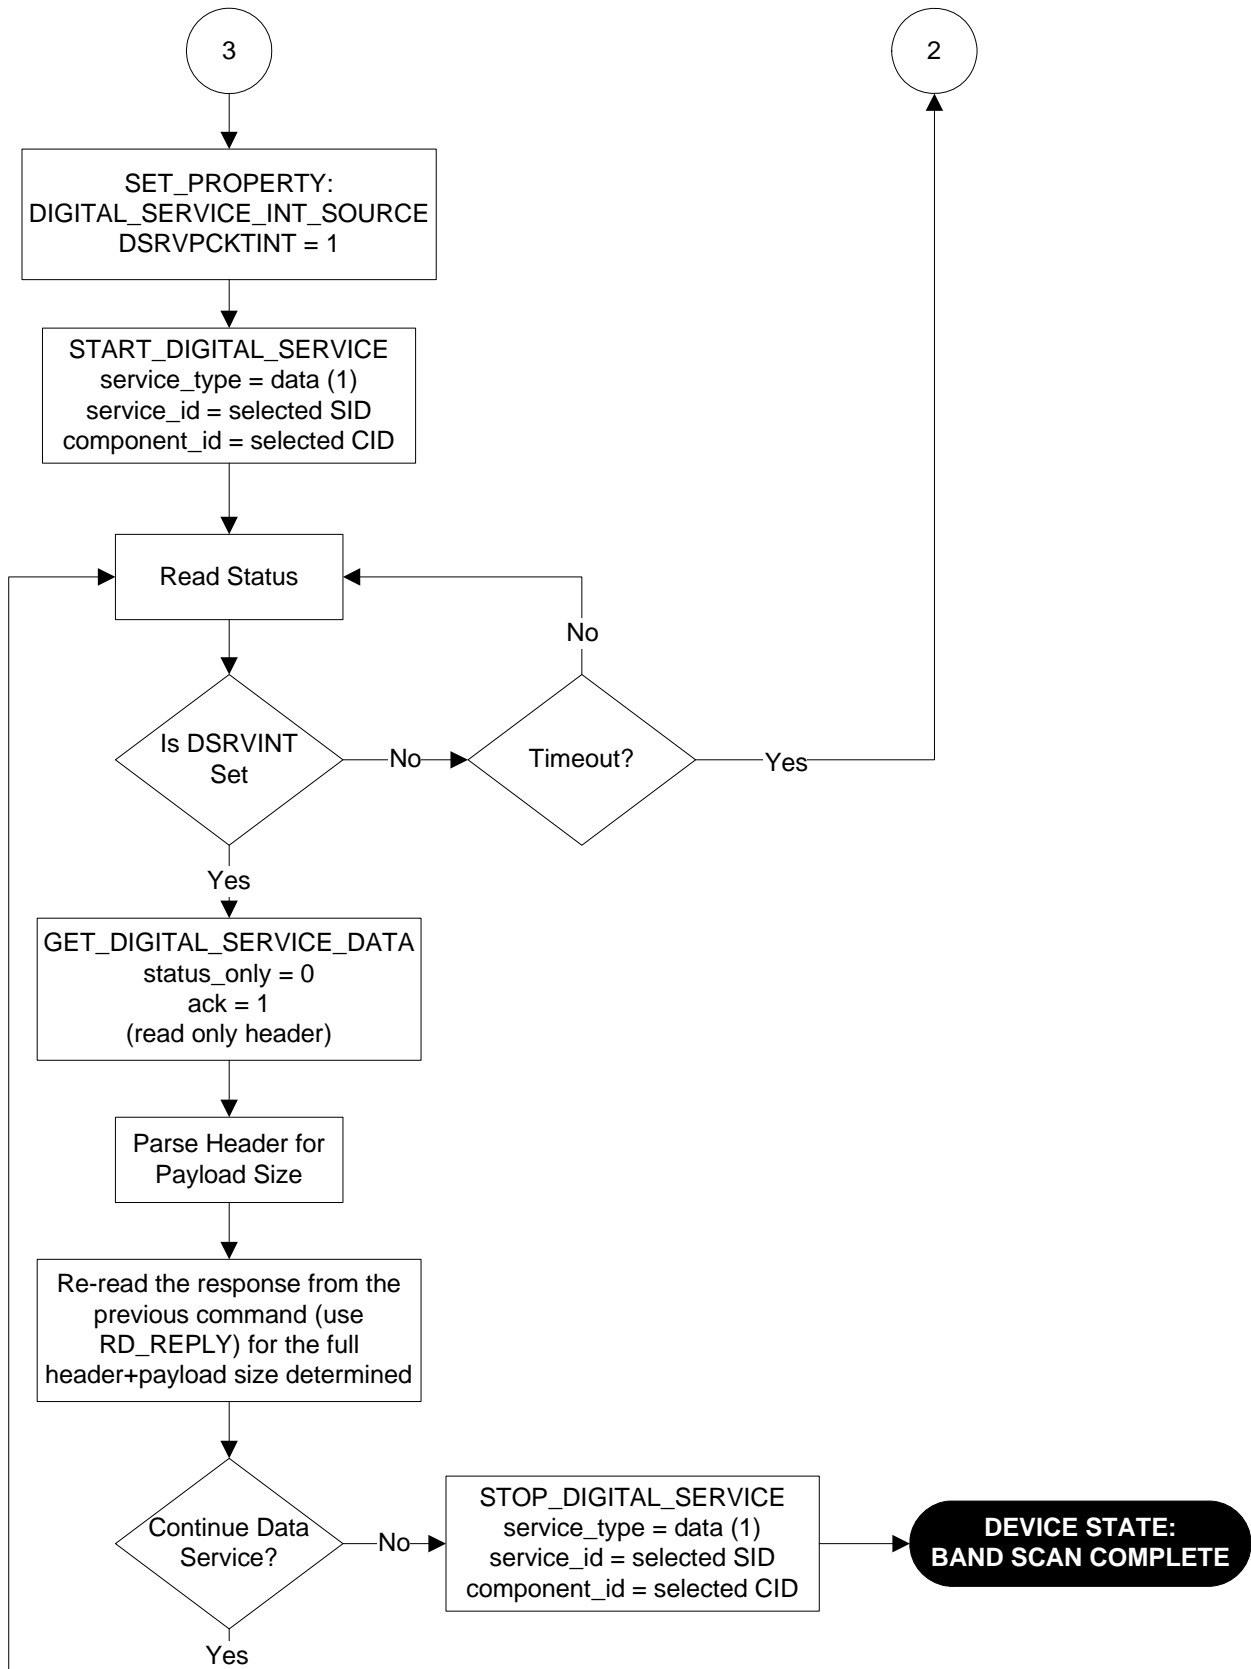 3
2
SET_PROPERTY:
DIGITAL_SERVICE_INT_SOURCE
DSRVPCKTINT = 1
START_DIGITAL_SERVICE
service_type = data (1)
service_id = selected SID
component_id = selected CID
Read Status
No
Is DSRVINT
Set
No
Timeout?
Yes
Yes
GET_DIGITAL_SERVICE_DATA
status_only = 0
ack = 1
(read only header)
Parse Header for
Payload Size
Re-read the response from the
previous command (use
RD_REPLY) for the full
header+payload size determined
Continue Data
Service?
No
STOP_DIGITAL_SERVICE
service_type = data (1)
service_id = selected SID
component_id = selected CID
DEVICE STATE:
BAND SCAN COMPLETE
Yes